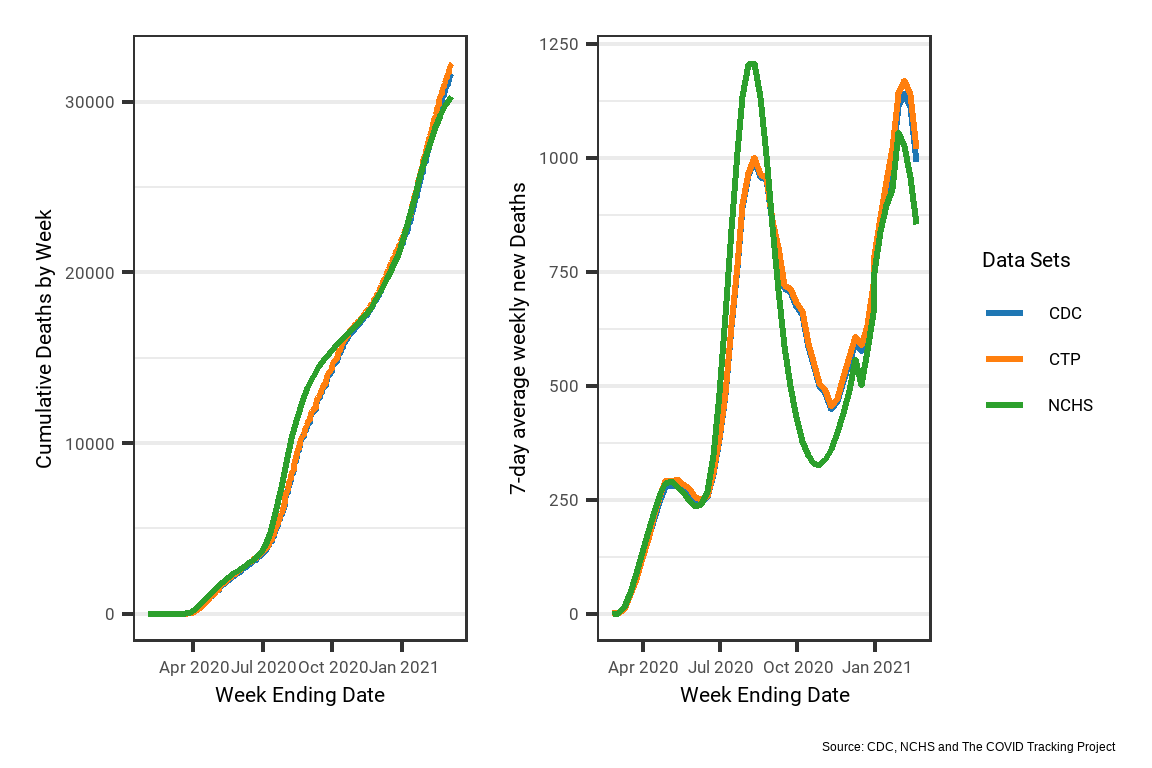 Cumulative Deaths by Week
30000
20000
10000
0
Apr 2020 Jul 2020 Oct 2020 Jan 2021
Week Ending Date
7-day average weekly new Deaths
1250
1000
750
500
250
0
Apr 2020 Jul 2020 Oct 2020 Jan 2021
Week Ending Date
Data Sets
CDC
CTP
NCHS
Source: CDC, NCHS and The COVID Tracking Project